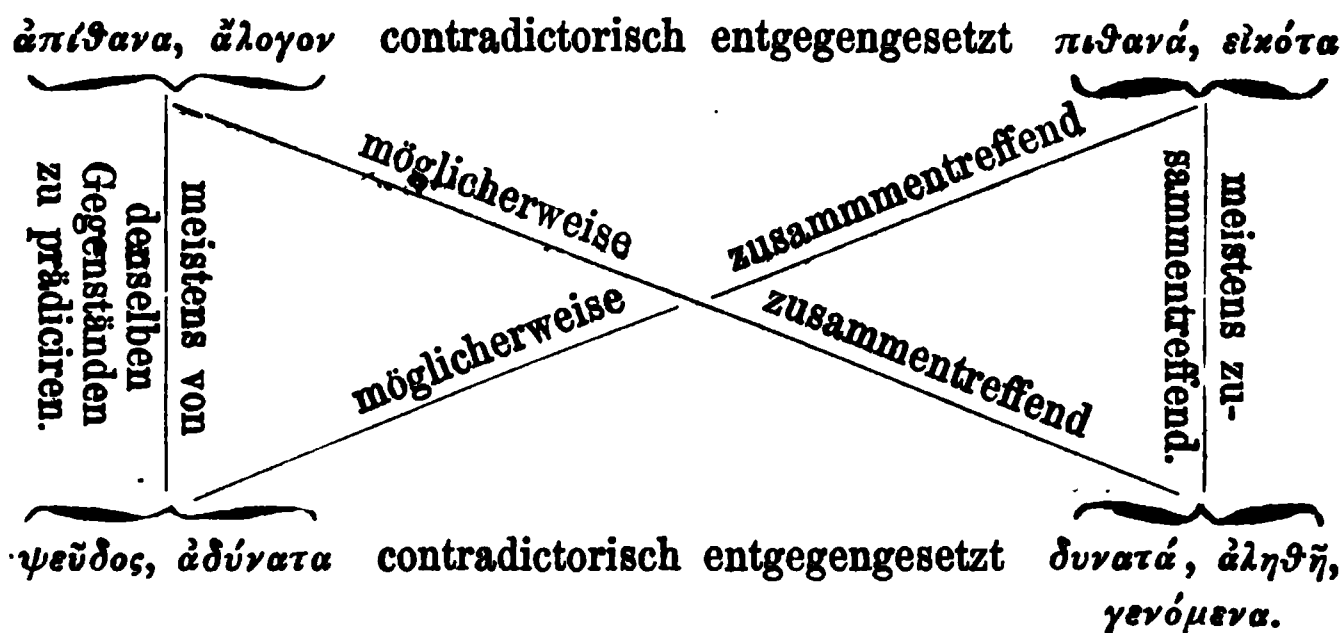 ἀπίϑανα, ἄλογον contradictorisch entgegengesetzt πιϑανά, εἰκότα
möglicherweise
zusammmentreffend
meistens von
denselben
Gegenständen
zu prädiciren.
meistens zu-
sammentreffend.
möglicherweise
zusammentreffend
ψεῦδος, ἀδύνατα contradictorisch entgegengesetzt δυνατά, ἀληϑῆ,
γενόμενα.